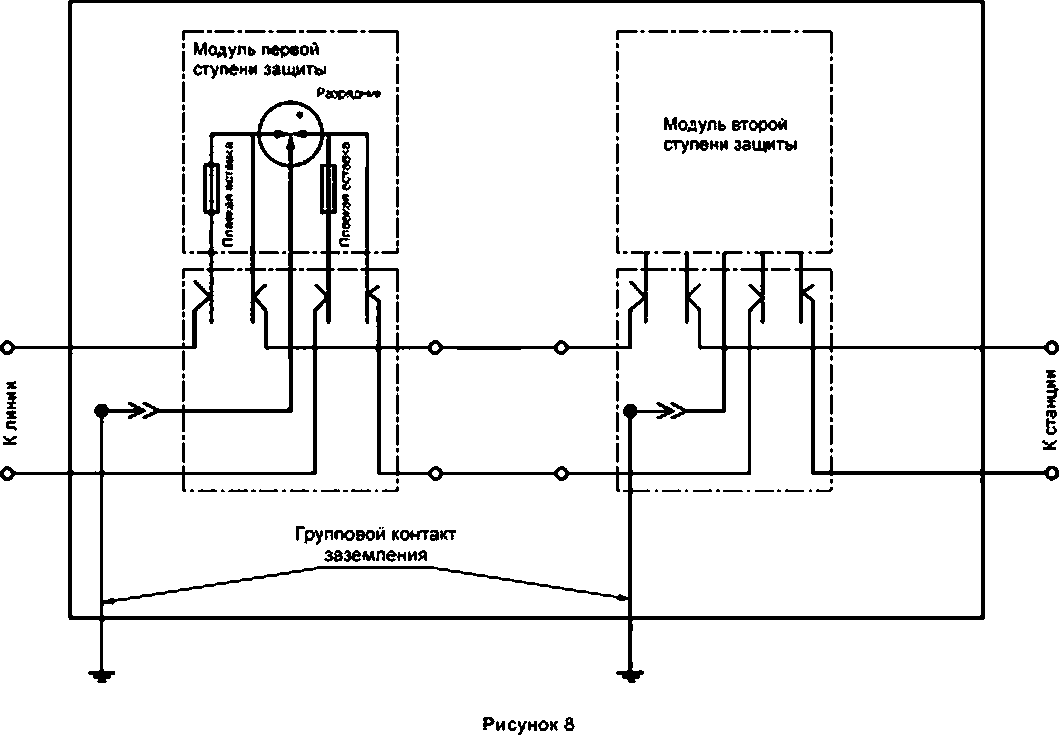 Модуль первой
ступени защиты
Разрядник
Плавкая вставка
Плавкая вставка
Модуль второй
ступени защиты
К линии
К станции
Групповой контакт
заземления
Рисунок 8